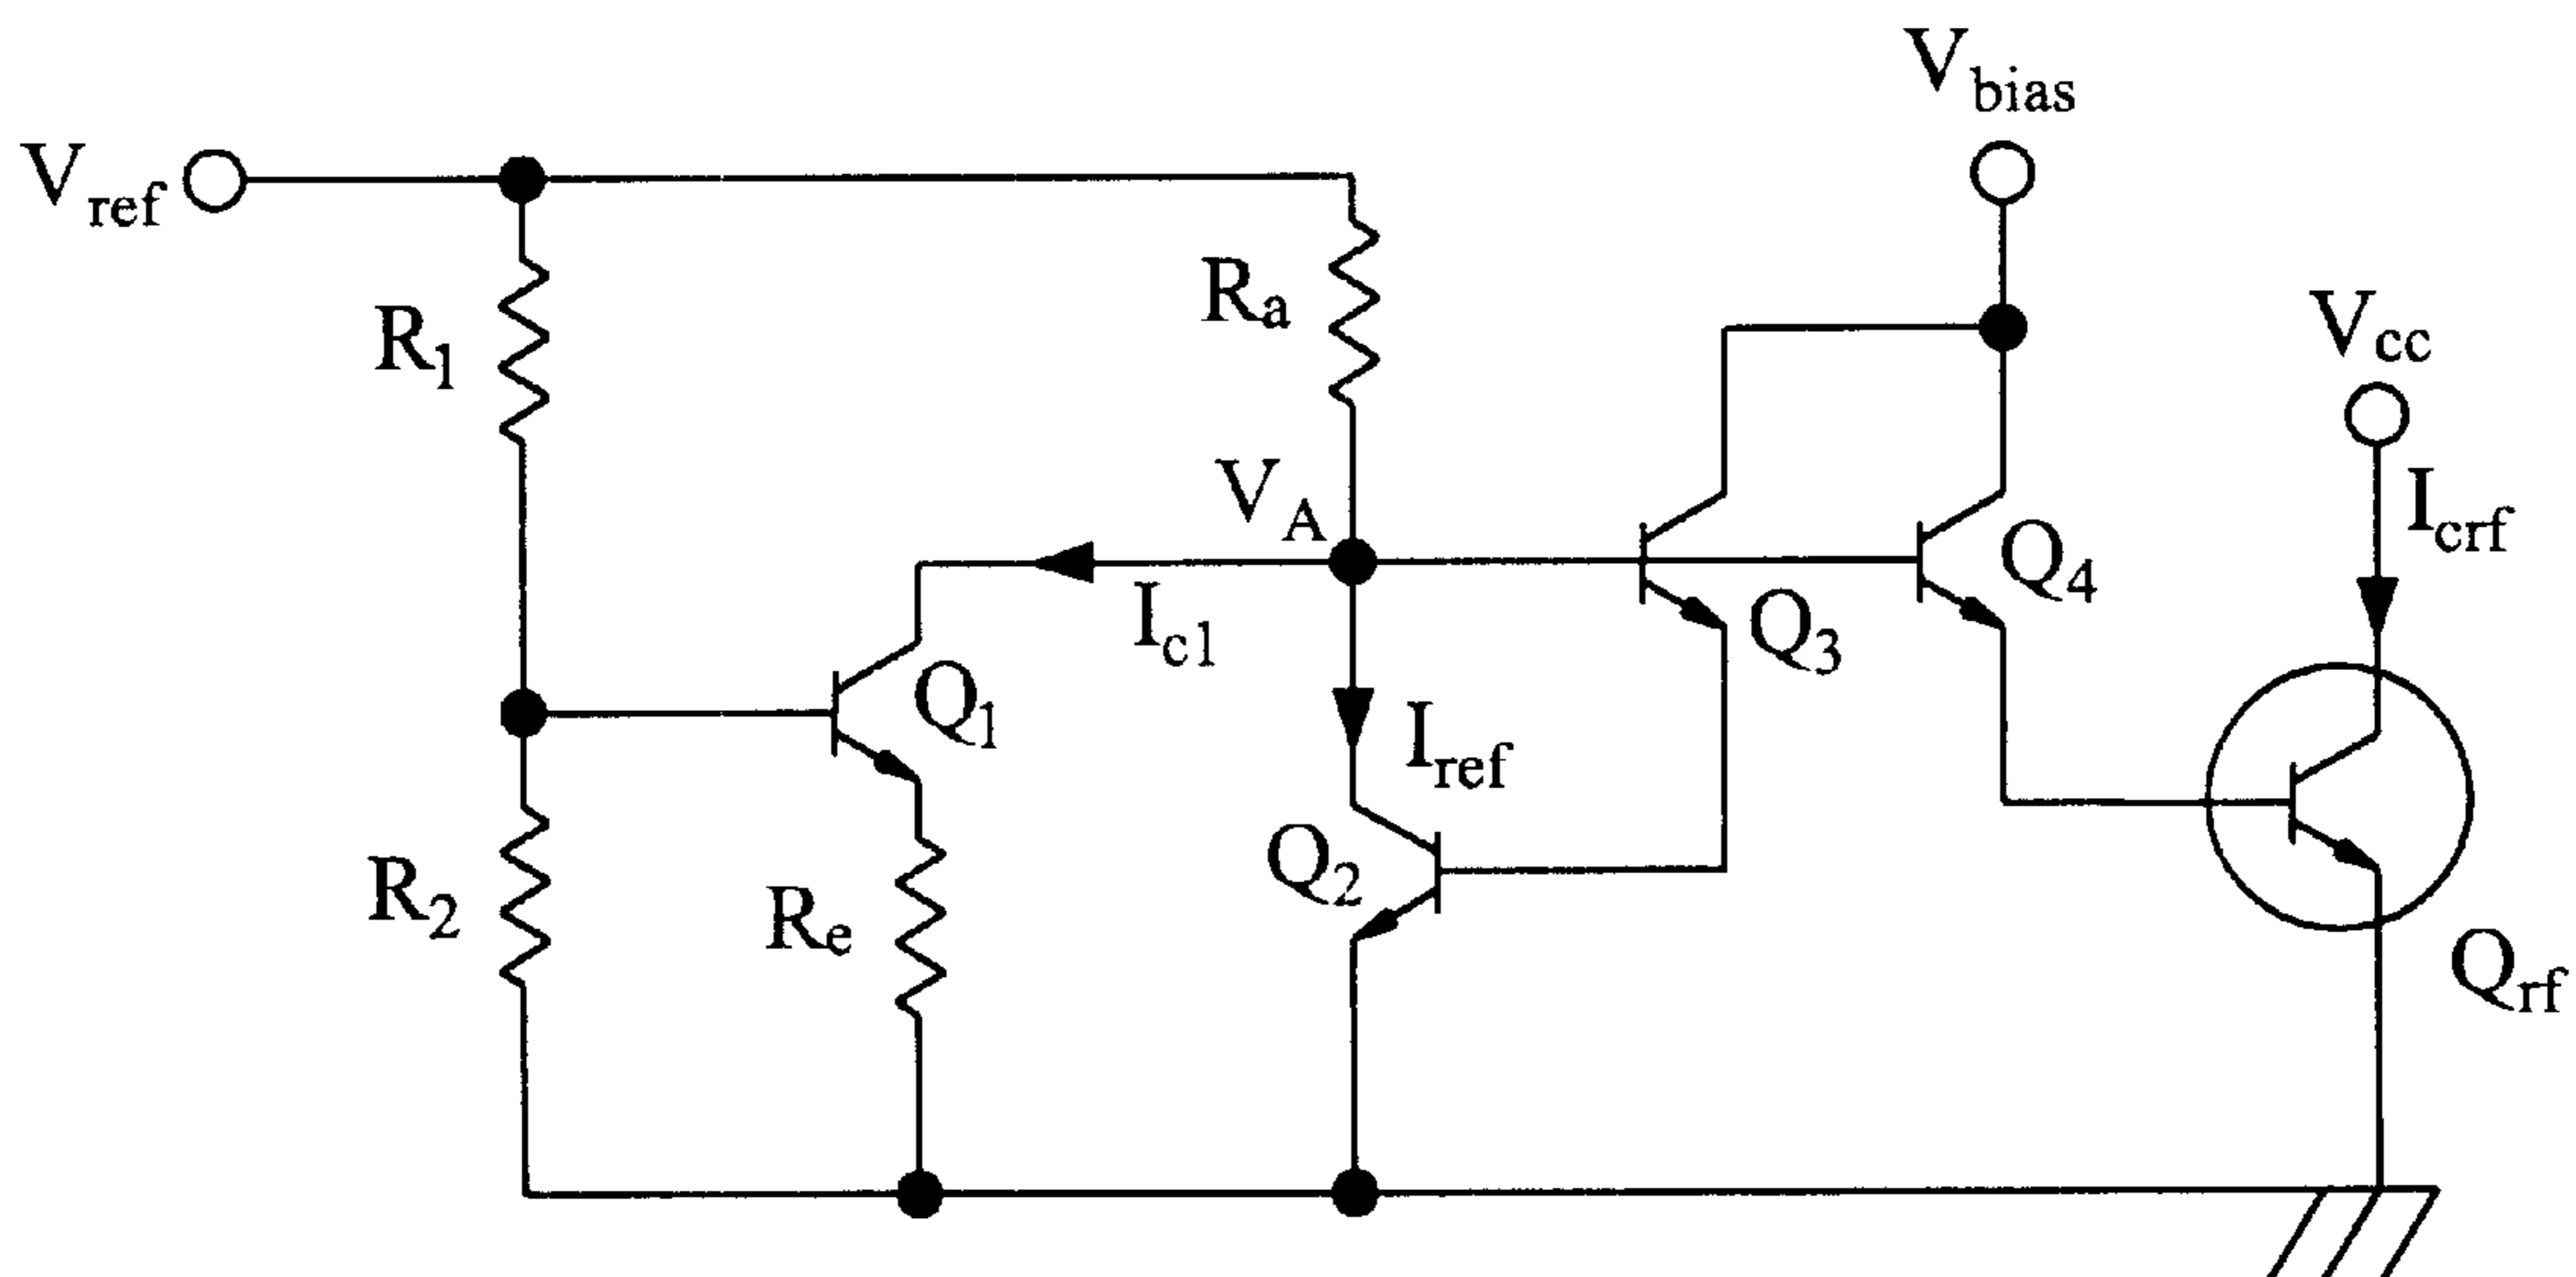 V_bias
V_ref
R_a
V_cc
R_1
V_A
I_crf
Q_4
I_c1
Q_3
Q_1
I_ref
Q_2
R_2
R_e
Q_rf